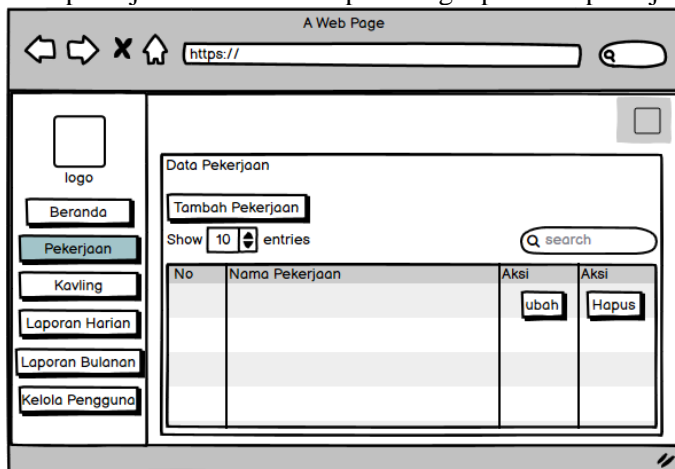 A Web Page
https://
logo
Beranda
Pekerjaan
Kavling
Laporan Harian
Laporan Bulanan
Kelola Pengguna
Data Pekerjaan
Tambah Pekerjaan
Show 10 entries
search
No Nama Pekerjaan Aksi Aksi
ubah Hapus